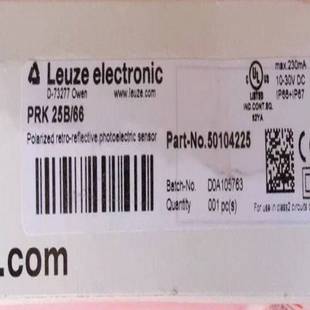 Leuze electronic
D-73277 Owen www.leuze.com
PRK 25B/66
Polarized retro-reflective photoelectric sensor
Part-No.50104225
Batch-No. D0A105763
Quantity 001 pc(s)
max.230mA
10-30V DC
IP66+IP67
UL
LISTED
IND.CONT.EQ.
For use in class2 circuits
.com